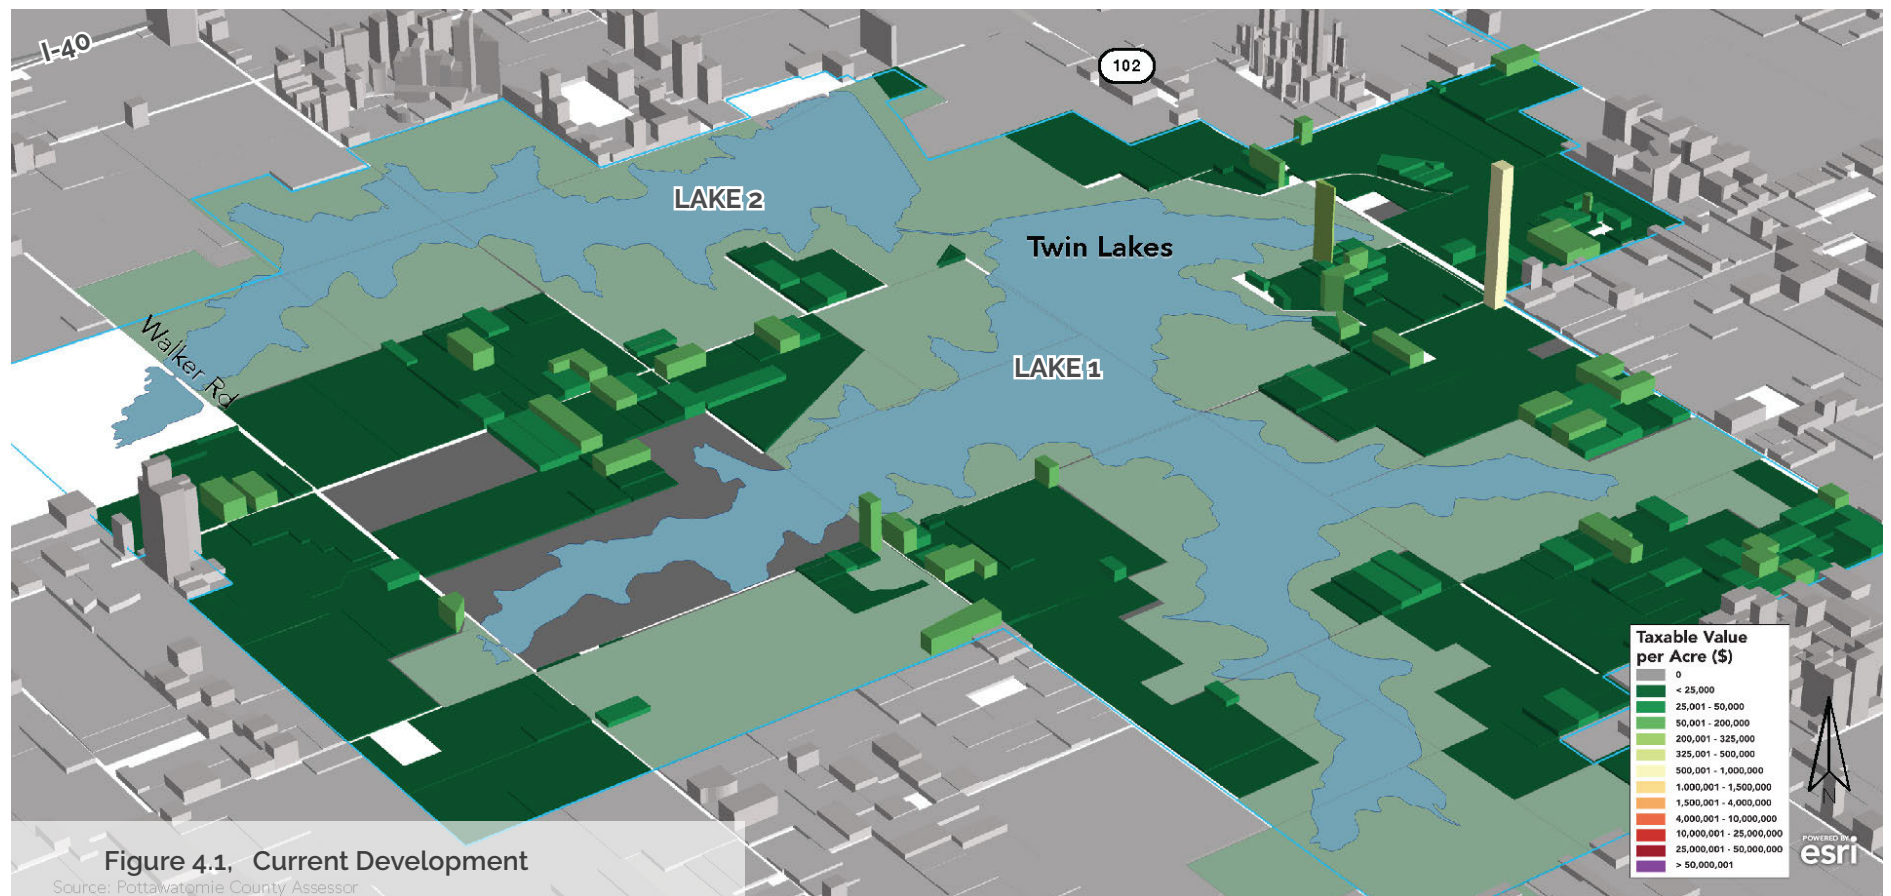 I-40
102
LAKE 2
Twin Lakes
Walker Rd
LAKE 1
Taxable Value
per Acre ($)
0
< 25,000
25,001 - 50,000
50,001 - 200,000
200,001 - 325,000
325,001 - 500,000
500,001 - 1,000,000
1.000,001 - 1,500,000
1,500,001 - 4,000,000
4,000,001 - 10,000,000
10,000,001 - 25,000,000
25,000,001 - 50,000,000
> 50,000,001
N
POWERED BY
esri
Figure 4.1, Current Development
Source: Pottawatomie County Assessor